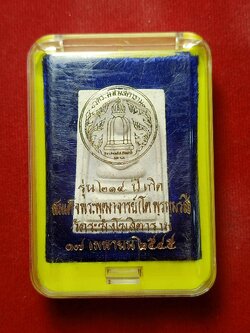 รุ่น ๒๑๔ ปี เกิด
สมเด็จพระพุฒาจารย์(โต พรหมรังสี)
วัดระฆังโฆสิตาราม
๑๗ เมษายน ๒๕๔๕